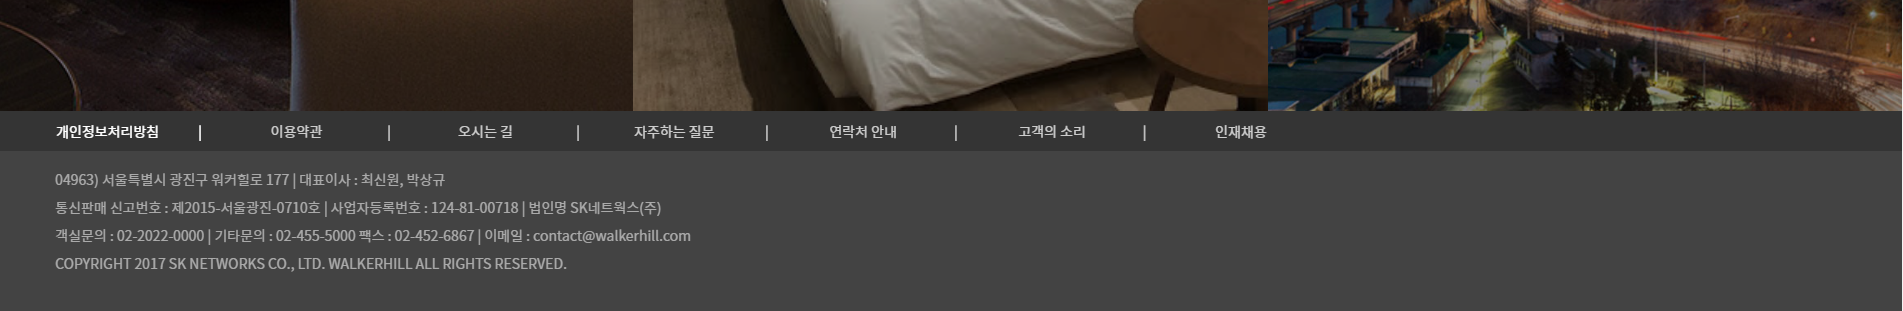 개인정보처리방침 | 이용약관 | 오시는 길 | 자주하는 질문 | 연락처 안내 | 고객의 소리 | 인재채용
04963) 서울특별시 광진구 워커힐로 177 | 대표이사 : 최신원, 박상규
통신판매 신고번호 : 제2015-서울광진-0710호 | 사업자등록번호 : 124-81-00718 | 법인명 SK네트웍스(주)
객실문의 : 02-2022-0000 | 기타문의 : 02-455-5000 팩스 : 02-452-6867 | 이메일 : contact@walkerhill.com
COPYRIGHT 2017 SK NETWORKS CO., LTD. WALKERHILL ALL RIGHTS RESERVED.